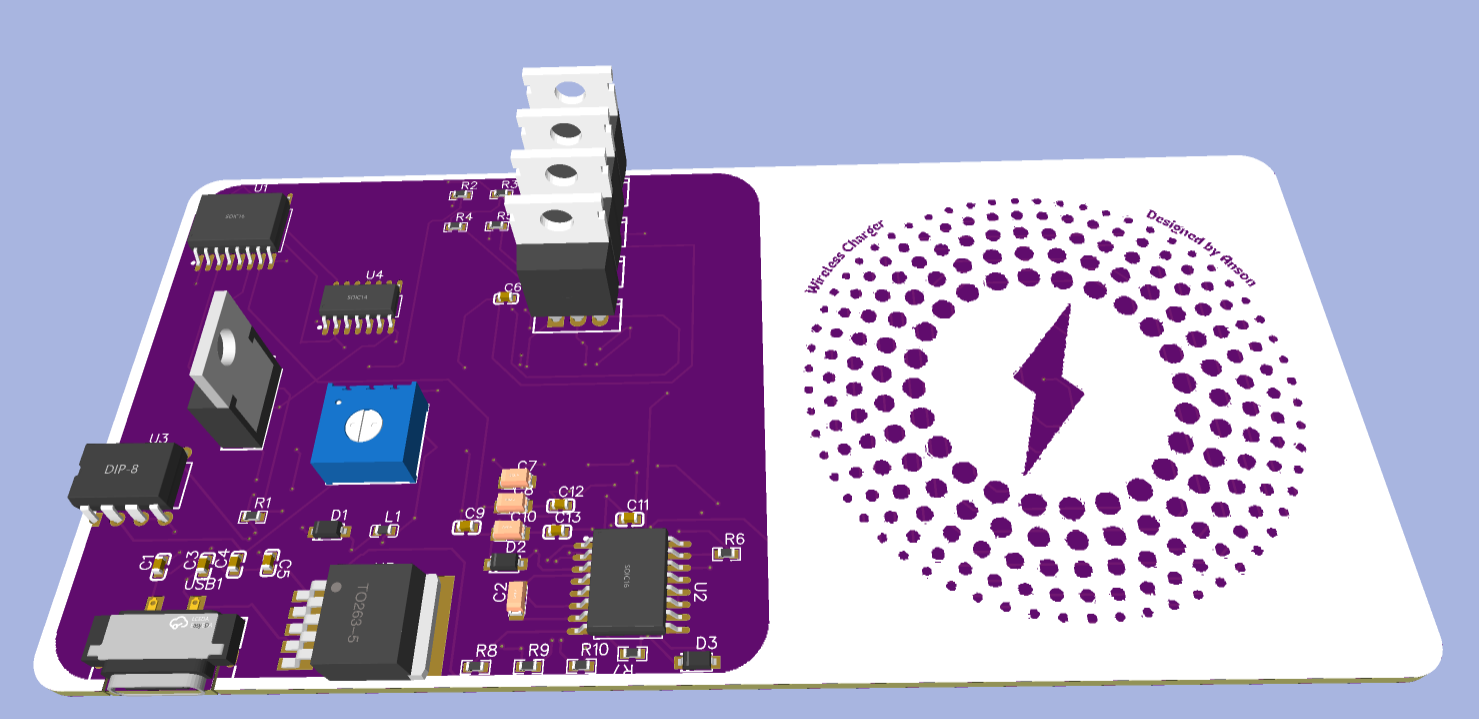 U1
R2
R3
R4
Wireless Charger
Designed by Anson
SOIC16
U4
SOIC14
C6
U3
DIP-8
C7
C12
C11
R1
D1
L1
C9
C10
C13
D2
R6
C1
C3
C4
C5
USB1
TO263-5
C2
SOIC16
U2
R8
R9
R10
R7
D3